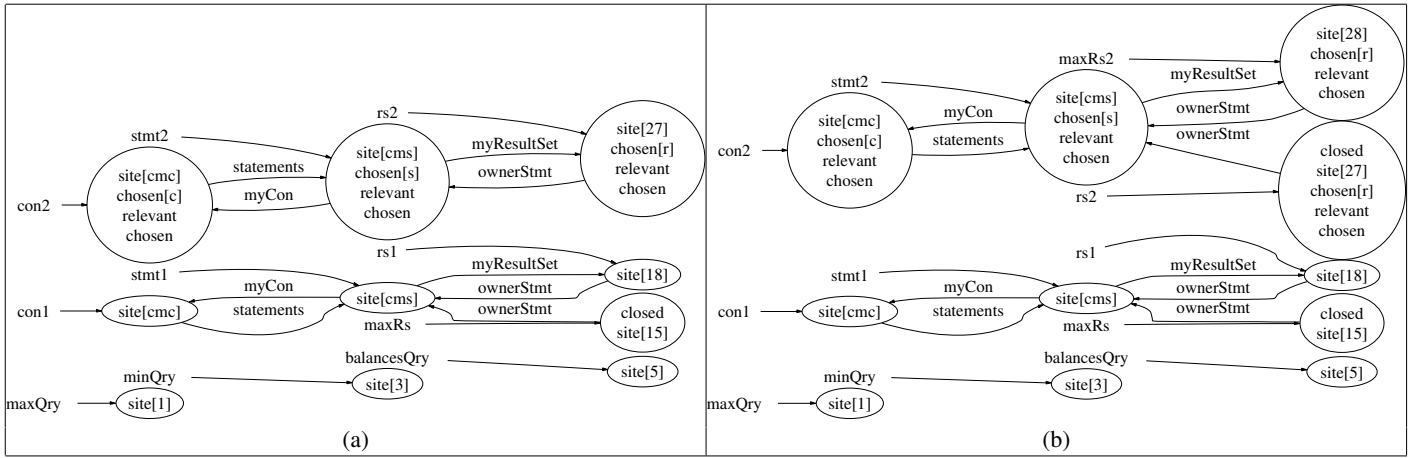 rs2
site[27]
chosen[r]
relevant
chosen
stmt2
site[cms]
chosen[s]
relevant
chosen
myResultSet
ownerStmt
site[cmc]
chosen[c]
relevant
chosen
statements
myCon
con2
rs1
site[18]
stmt1
myResultSet
ownerStmt
myCon
site[cms]
con1
site[cmc]
statements
ownerStmt
maxRs
closed
site[15]
balancesQry
site[5]
minQry
site[3]
maxQry
site[1]
(a)
site[28]
chosen[r]
relevant
chosen
maxRs2
myResultSet
stmt2
site[cms]
chosen[s]
relevant
chosen
ownerStmt
myCon
site[cmc]
chosen[c]
relevant
chosen
statements
ownerStmt
con2
closed
site[27]
chosen[r]
relevant
chosen
rs2
rs1
site[18]
stmt1
myResultSet
ownerStmt
myCon
site[cms]
con1
site[cmc]
statements
ownerStmt
maxRs
closed
site[15]
balancesQry
site[5]
minQry
site[3]
maxQry
site[1]
(b)